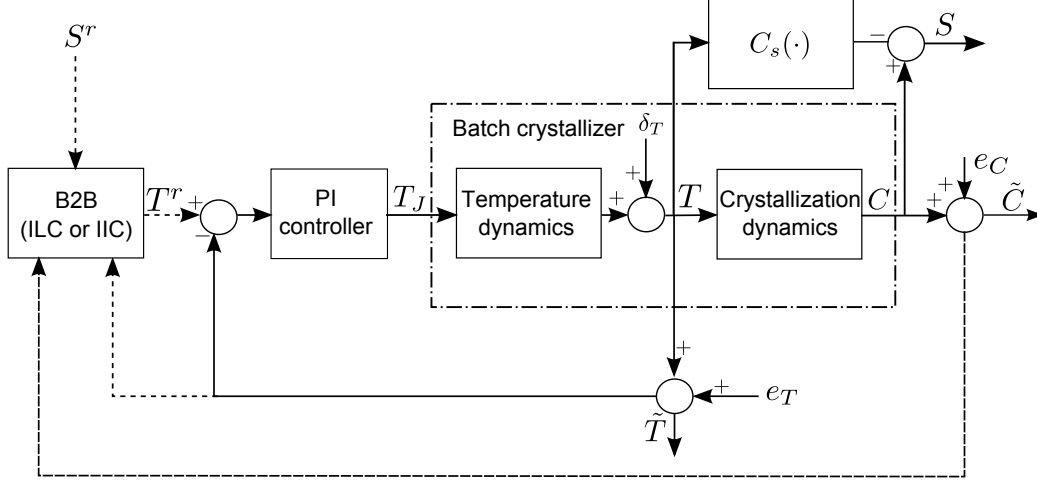 S^r
C_s(·)
−
S
+
Batch crystallizer
δ_T
+
B2B
(ILC or IIC)
T^r
+
−
PI
controller
T_J
Temperature
dynamics
+
T
Crystallization
dynamics
C
+
+
e_C
C̃
+
+
e_T
T̃